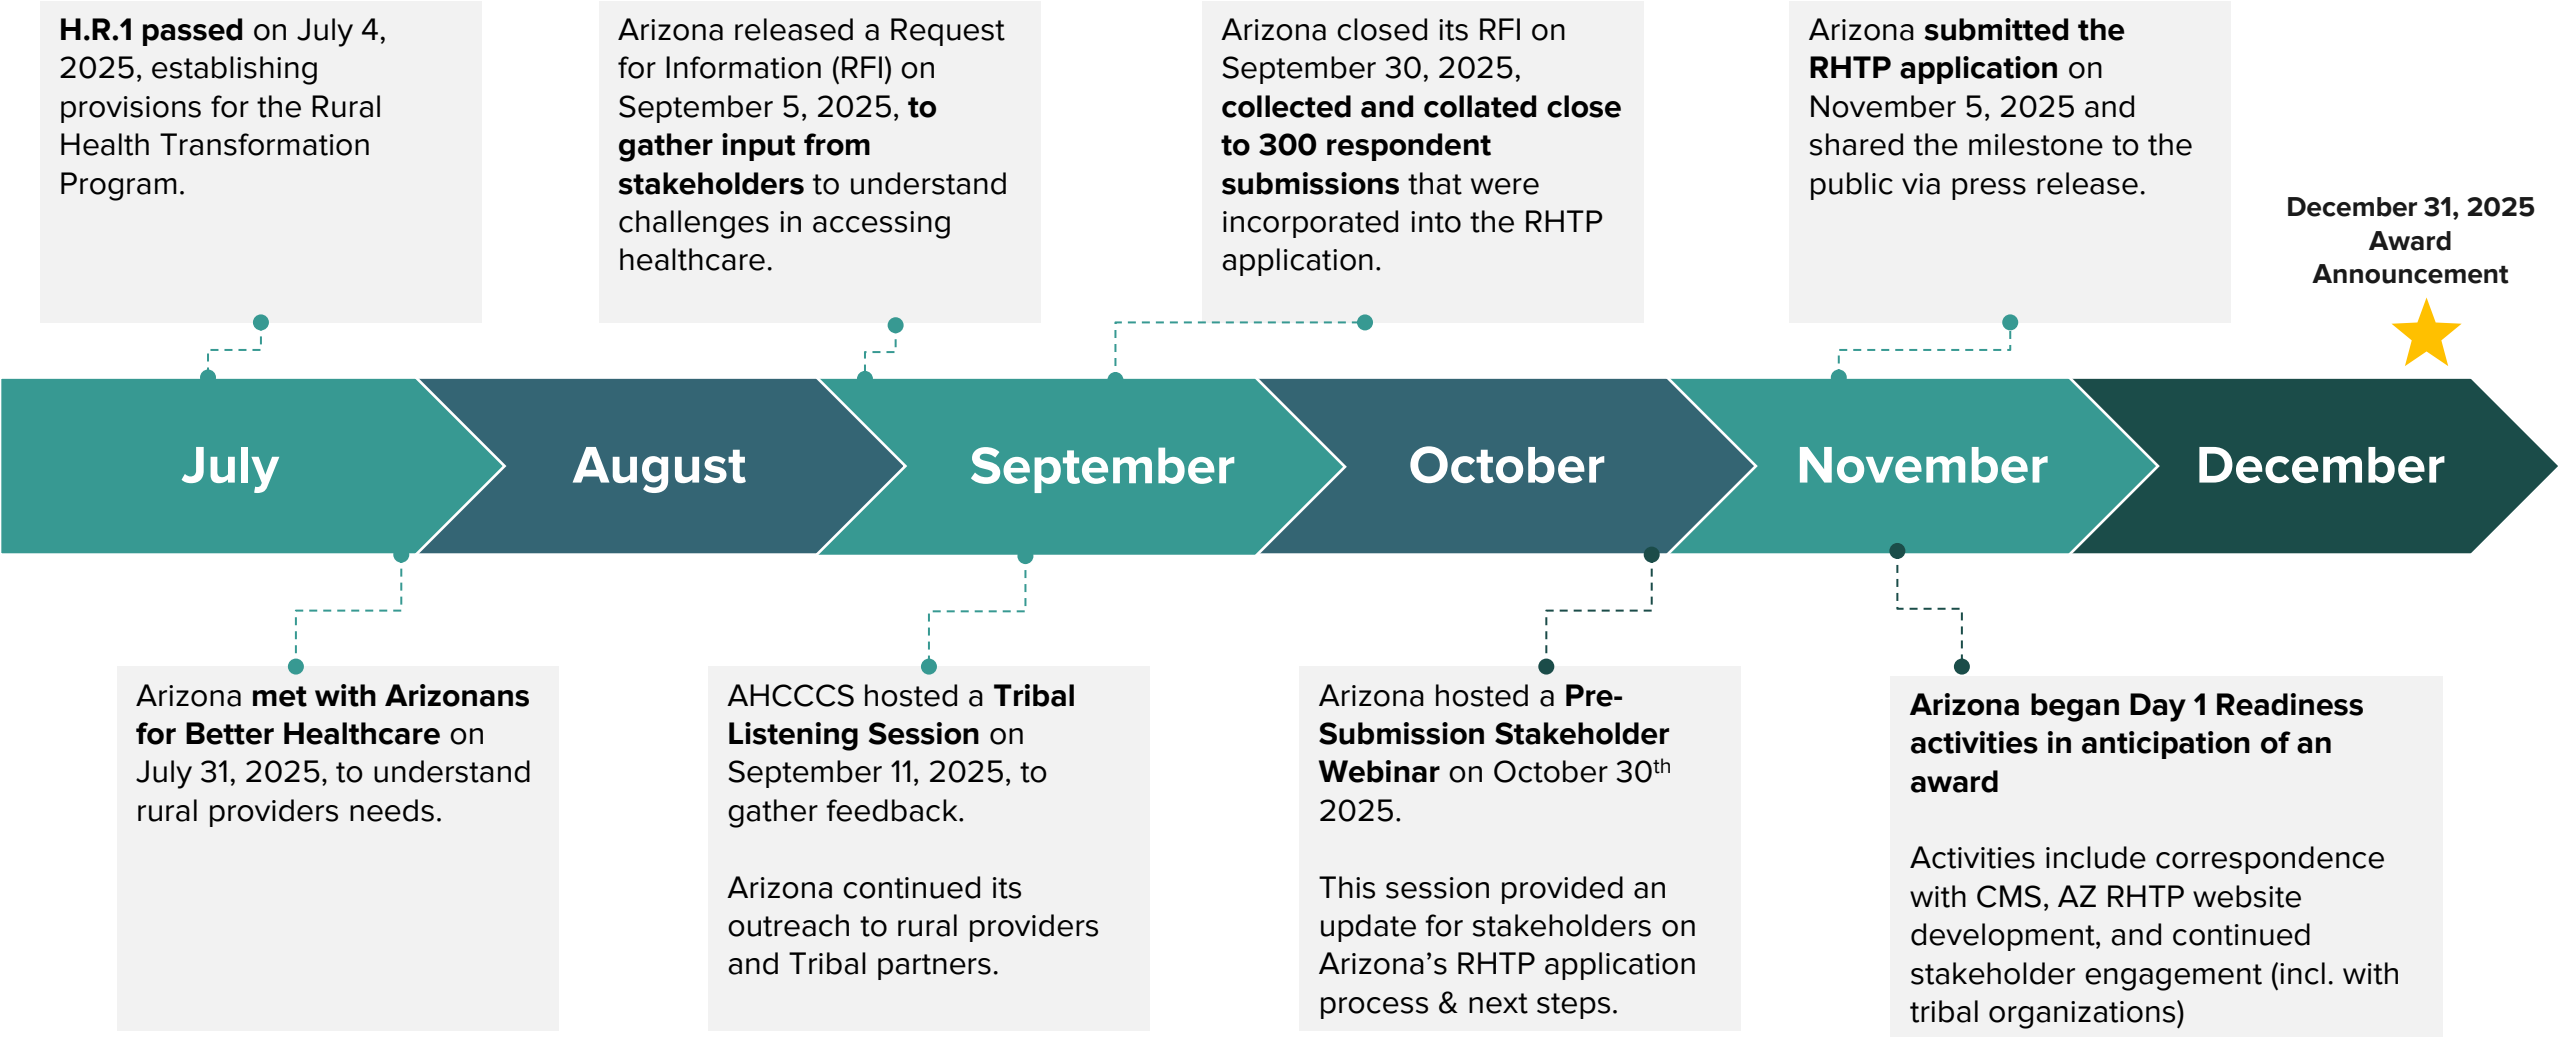 H.R.1 passed on July 4,
2025, establishing
provisions for the Rural
Health Transformation
Program.
Arizona released a Request
for Information (RFI) on
September 5, 2025, to
gather input from
stakeholders to understand
challenges in accessing
healthcare.
Arizona closed its RFI on
September 30, 2025,
collected and collated close
to 300 respondent
submissions that were
incorporated into the RHTP
application.
Arizona submitted the
RHTP application on
November 5, 2025 and
shared the milestone to the
public via press release.
December 31, 2025
Award
Announcement
July
August
September
October
November
December
Arizona met with Arizonans
for Better Healthcare on
July 31, 2025, to understand
rural providers needs.
AHCCCS hosted a Tribal
Listening Session on
September 11, 2025, to
gather feedback.
Arizona continued its
outreach to rural providers
and Tribal partners.
Arizona hosted a Pre-
Submission Stakeholder
Webinar on October 30th
2025.
This session provided an
update for stakeholders on
Arizona's RHTP application
process & next steps.
Arizona began Day 1 Readiness
activities in anticipation of an
award
Activities include correspondence
with CMS, AZ RHTP website
development, and continued
stakeholder engagement (incl. with
tribal organizations)